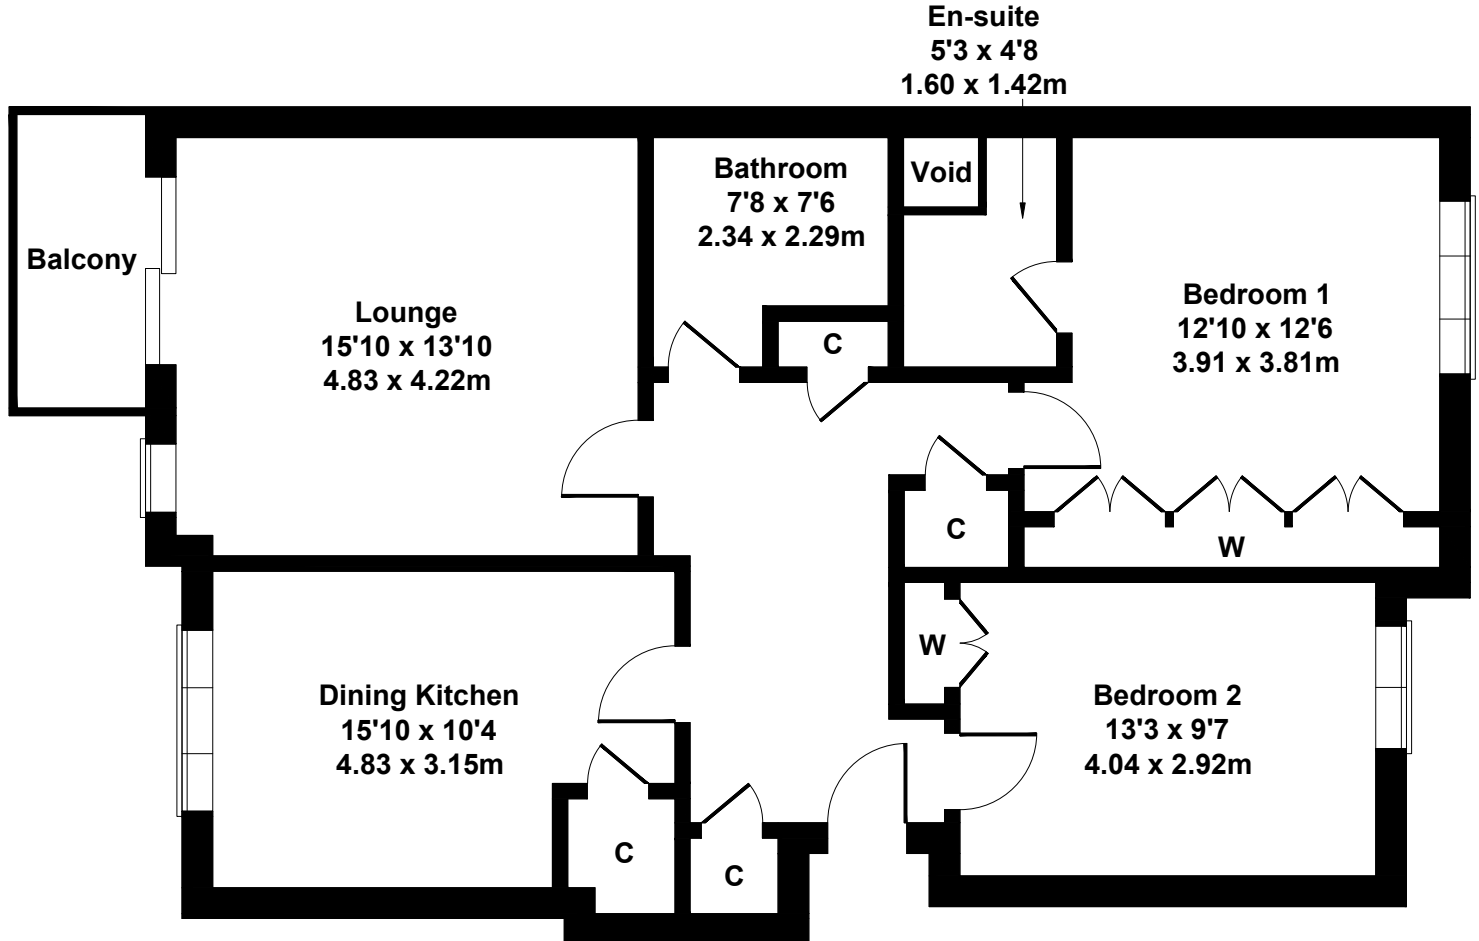 En-suite
5'3 x 4'8
1.60 x 1.42m
Balcony
Lounge
15'10 x 13'10
4.83 x 4.22m
Bathroom
7'8 x 7'6
2.34 x 2.29m
Void
C
Bedroom 1
12'10 x 12'6
3.91 x 3.81m
C
W
Dining Kitchen
15'10 x 10'4
4.83 x 3.15m
W
Bedroom 2
13'3 x 9'7
4.04 x 2.92m
C
C